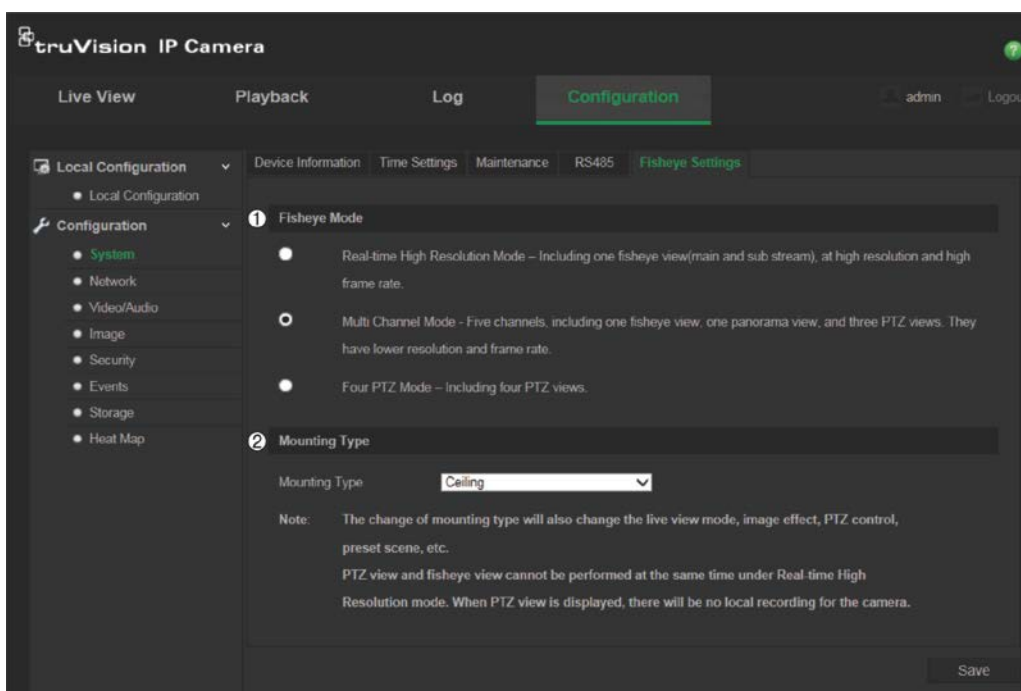 truVision IP Camera
?
Live View
Playback
Log
Configuration
admin
Logou
Local Configuration
Local Configuration
Configuration
System
Network
Video/Audio
Image
Security
Events
Storage
Heat Map
Device Information
Time Settings
Maintenance
RS485
Fisheye Settings
1 Fisheye Mode
Real-time High Resolution Mode – Including one fisheye view(main and sub stream), at high resolution and high
frame rate.
Multi Channel Mode - Five channels, including one fisheye view, one panorama view, and three PTZ views. They
have lower resolution and frame rate.
Four PTZ Mode – Including four PTZ views.
2 Mounting Type
Mounting Type Ceiling
Note: The change of mounting type will also change the live view mode, image effect, PTZ control,
preset scene, etc.
PTZ view and fisheye view cannot be performed at the same time under Real-time High
Resolution mode. When PTZ view is displayed, there will be no local recording for the camera.
Save